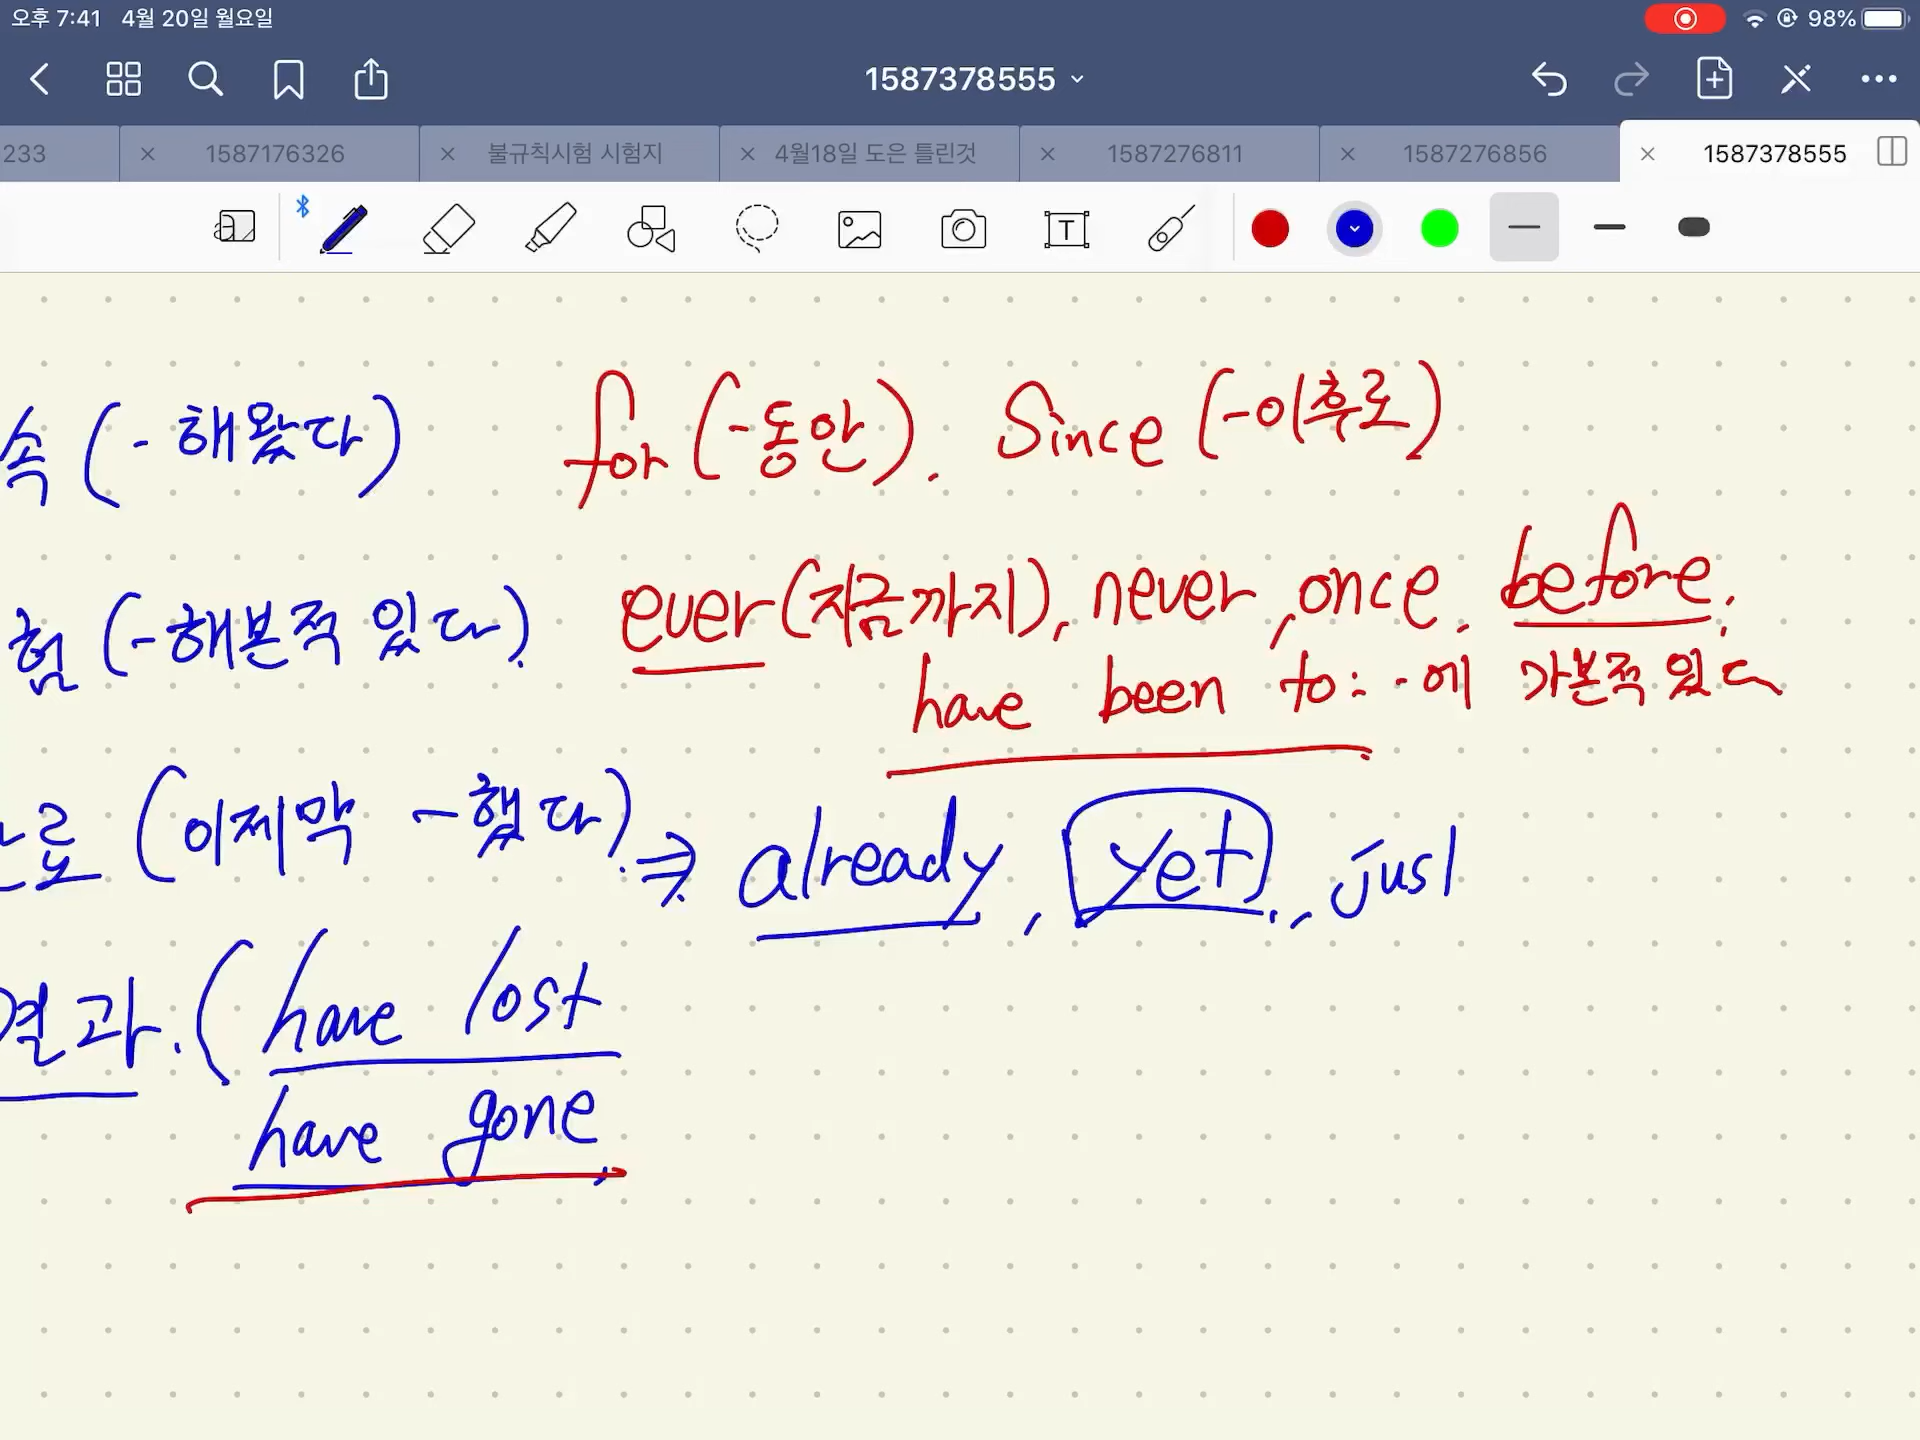 오후 7:41 4월 20일 월요일 98%
1587378555
233 1587176326 불규칙시험 시험지 4월18일 도은 틀린것 1587276811 1587276856 1587378555
속 (-해왔다) for (-동안). Since (-이후로)
험 (-해본적 있다). ever (지금까지), never, once. before.
have been to: -에 가본적 있다
료 (이제막 -했다). ⇒ already, yet., just
결과. (have lost
have gone.